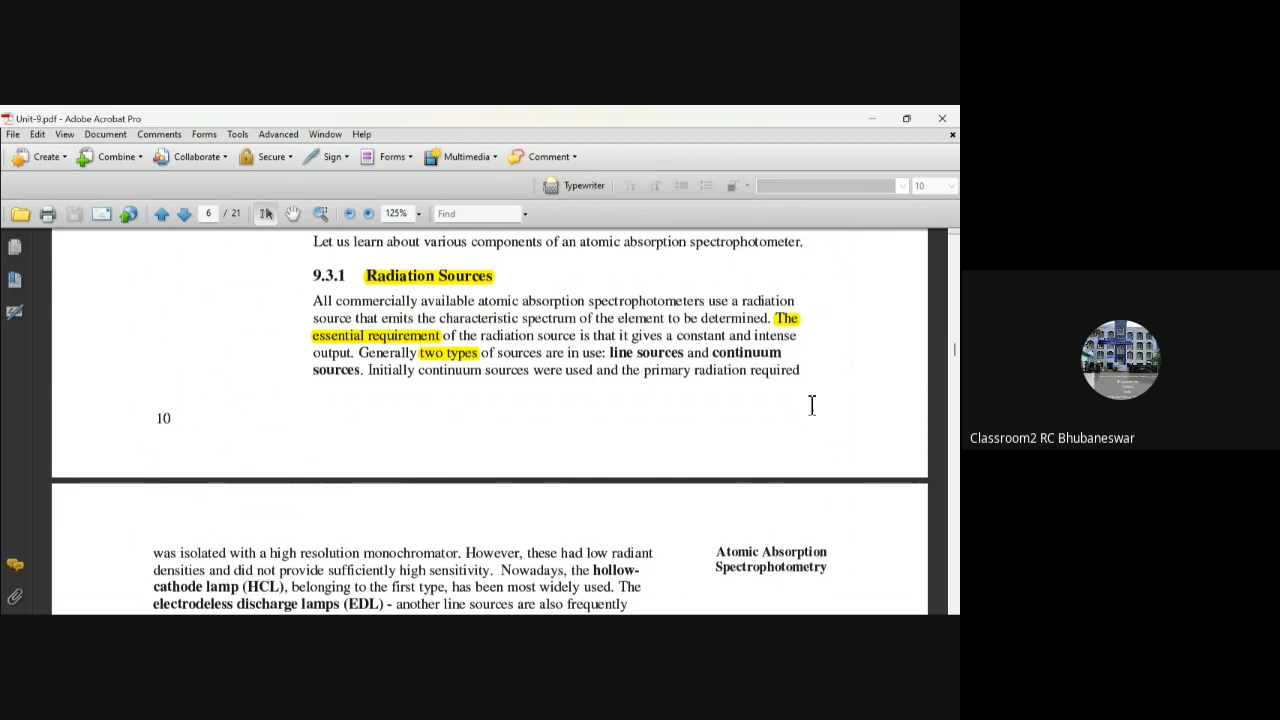 Unit-9.pdf - Adobe Acrobat Pro
File Edit View Document Comments Forms Tools Advanced Window Help
Create Combine Collaborate Secure Sign Forms Multimedia Comment
Typewriter 10
6 / 21 125% Find
Let us learn about various components of an atomic absorption spectrophotometer.
9.3.1 Radiation Sources
All commercially available atomic absorption spectrophotometers use a radiation
source that emits the characteristic spectrum of the element to be determined. The
essential requirement of the radiation source is that it gives a constant and intense
output. Generally two types of sources are in use: line sources and continuum
sources. Initially continuum sources were used and the primary radiation required
10
was isolated with a high resolution monochromator. However, these had low radiant
densities and did not provide sufficiently high sensitivity. Nowadays, the hollow-
cathode lamp (HCL), belonging to the first type, has been most widely used. The
electrodeless discharge lamps (EDL) - another line sources are also frequently
Atomic Absorption
Spectrophotometry
Classroom2 RC Bhubaneswar